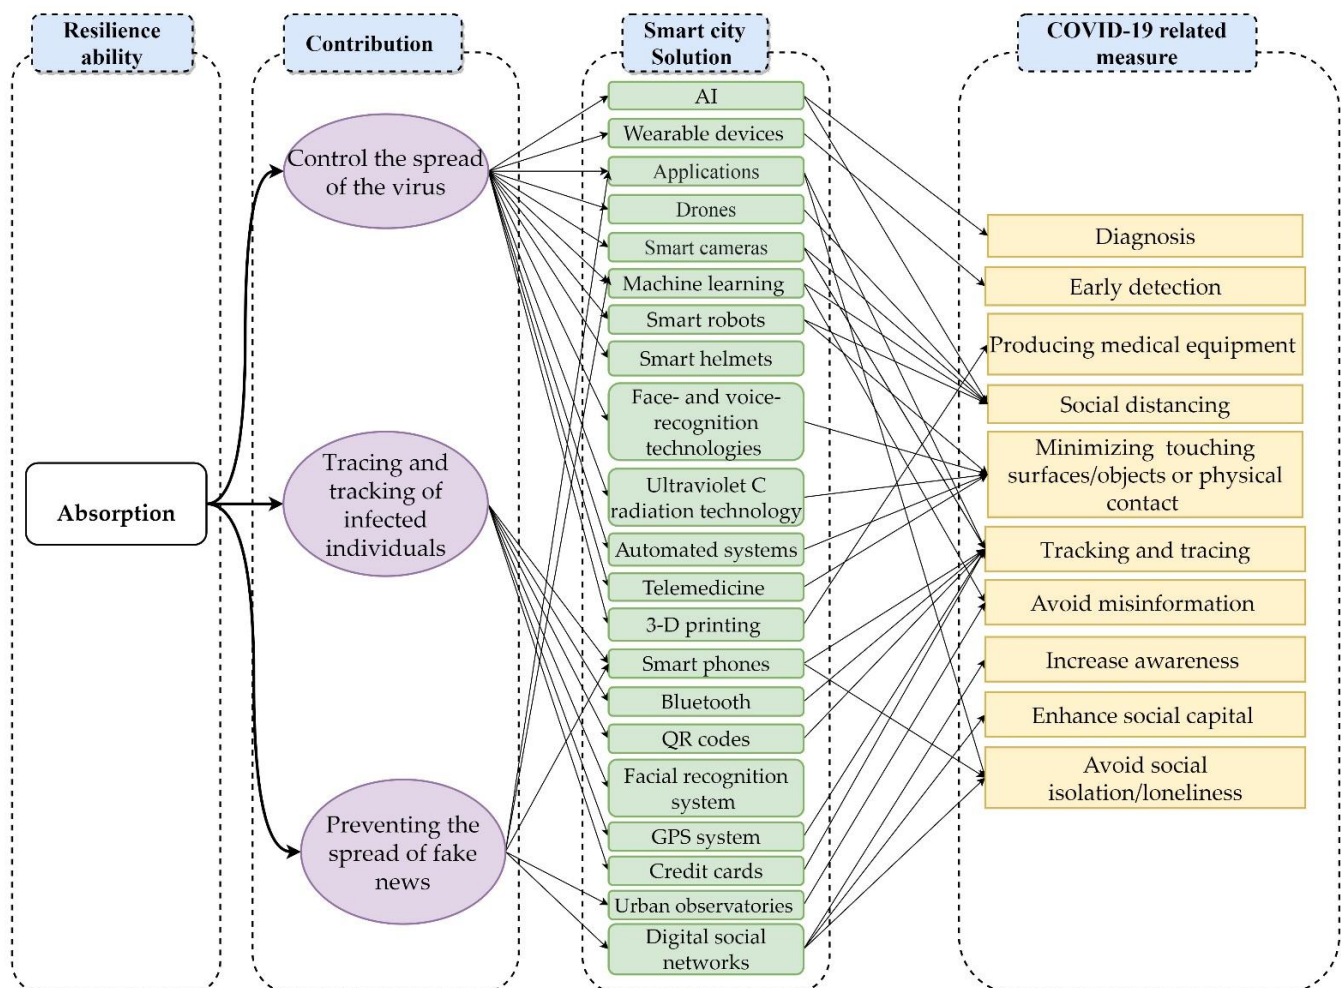 Resilience
ability
Contribution
Smart city
Solution
COVID-19 related
measure
Absorption
Control the spread
of the virus
Tracing and
tracking of
infected
individuals
Preventing the
spread of fake
news
AI
Wearable devices
Applications
Drones
Smart cameras
Machine learning
Smart robots
Smart helmets
Face- and voice-
recognition
technologies
Ultraviolet C
radiation technology
Automated systems
Telemedicine
3-D printing
Smart phones
Bluetooth
QR codes
Facial recognition
system
GPS system
Credit cards
Urban observatories
Digital social
networks
Diagnosis
Early detection
Producing medical equipment
Social distancing
Minimizing touching
surfaces/objects or physical
contact
Tracking and tracing
Avoid misinformation
Increase awareness
Enhance social capital
Avoid social
isolation/loneliness